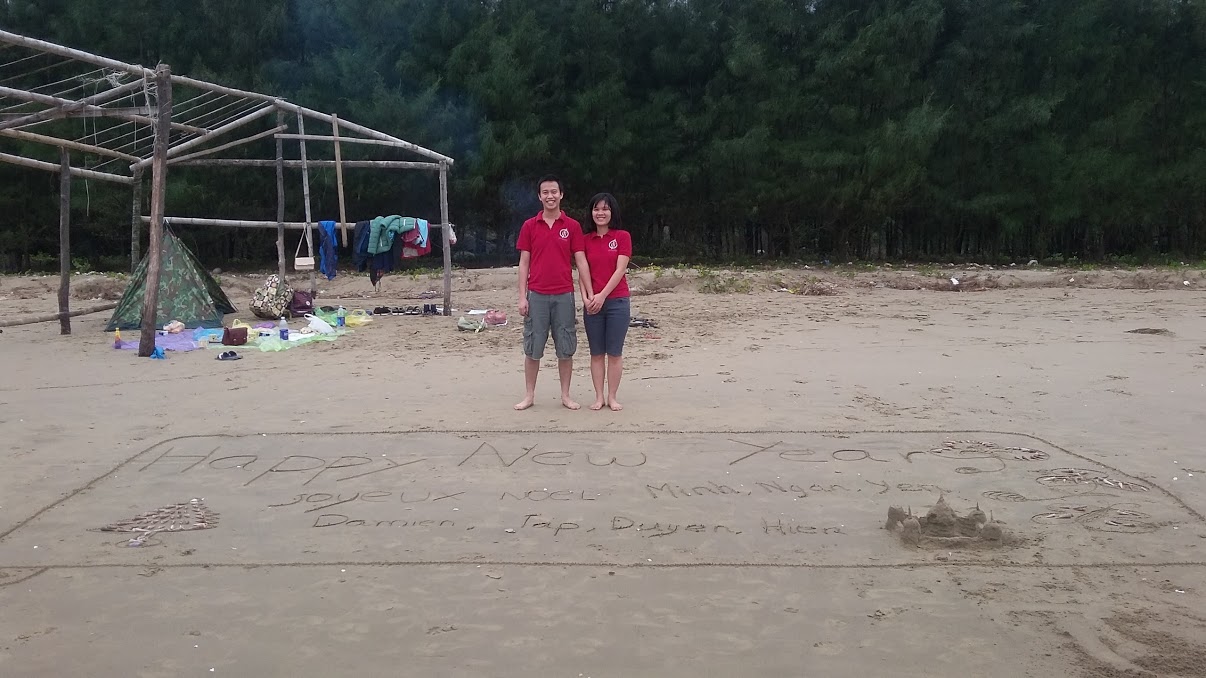 Happy New Year
Joyeux NOEL Minh, Ngan, Yen
Damien, Tap, Duyen, Hien